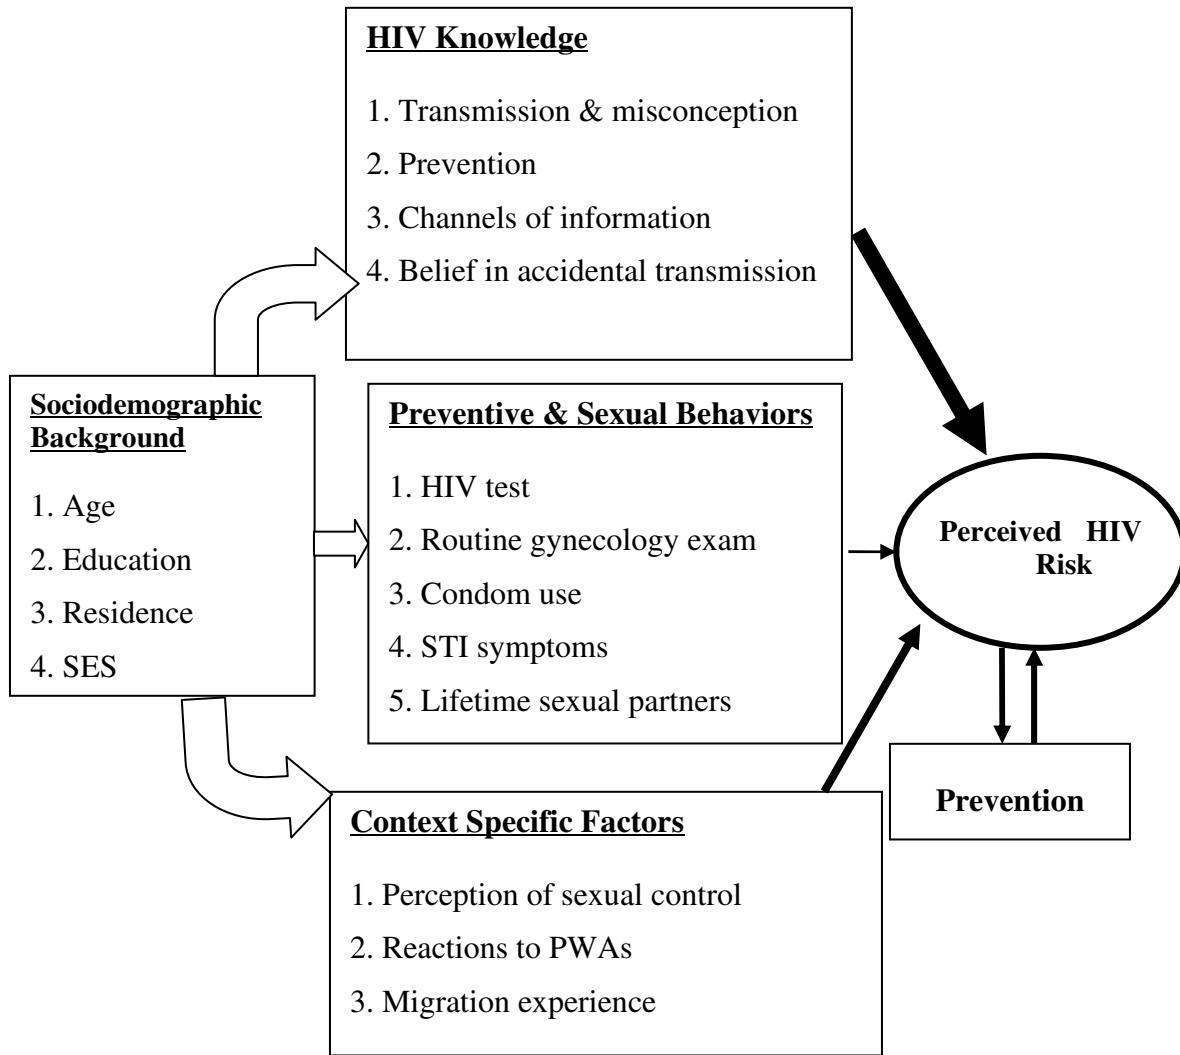 HIV Knowledge
1. Transmission & misconception
2. Prevention
3. Channels of information
4. Belief in accidental transmission
Sociodemographic
Background
1. Age
2. Education
3. Residence
4. SES
Preventive & Sexual Behaviors
1. HIV test
2. Routine gynecology exam
3. Condom use
4. STI symptoms
5. Lifetime sexual partners
Perceived HIV
Risk
Prevention
Context Specific Factors
1. Perception of sexual control
2. Reactions to PWAs
3. Migration experience